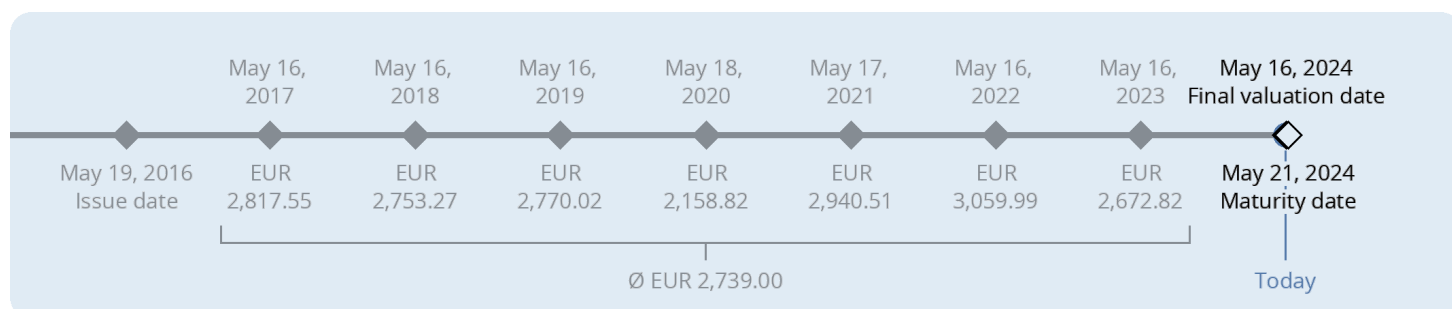 May 16,
2017
May 16,
2018
May 16,
2019
May 18,
2020
May 17,
2021
May 16,
2022
May 16,
2023
May 16, 2024
Final valuation date
May 19, 2016
Issue date
EUR
2,817.55
EUR
2,753.27
EUR
2,770.02
EUR
2,158.82
EUR
2,940.51
EUR
3,059.99
EUR
2,672.82
May 21, 2024
Maturity date
Ø EUR 2,739.00
Today